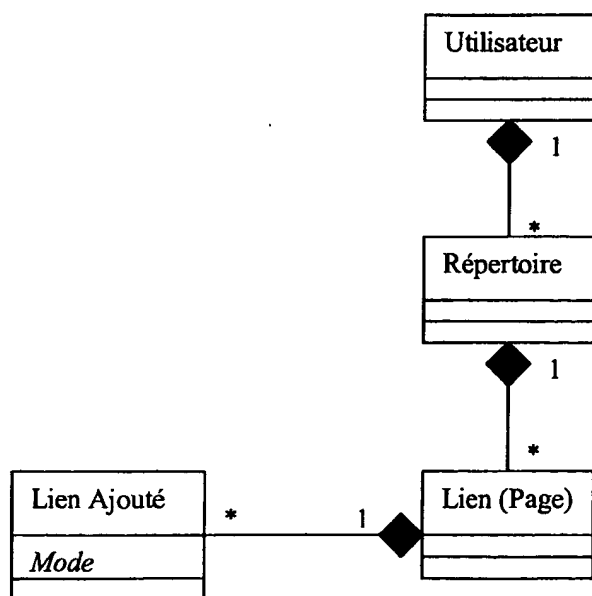 Utilisateur
1
*
Répertoire
1
*
Lien Ajouté
*
1
Lien (Page)
Mode